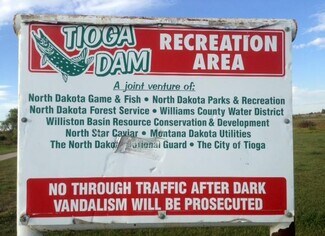 TIOGA DAM
RECREATION
AREA
A joint venture of:
North Dakota Game & Fish • North Dakota Parks & Recreation
North Dakota Forest Service • Williams County Water District
Williston Basin Resource Conservation & Development
North Star Caviar • Montana Dakota Utilities
The North Dakota National Guard • The City of Tioga
NO THROUGH TRAFFIC AFTER DARK
VANDALISM WILL BE PROSECUTED